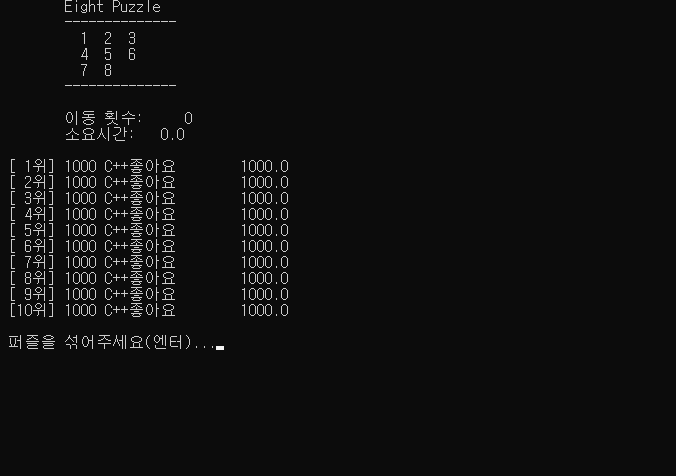 Eight Puzzle
--------------
1 2 3
4 5 6
7 8
--------------
이동 횟수: 0
소요시간: 0.0
[ 1위] 1000 C++좋아요 1000.0
[ 2위] 1000 C++좋아요 1000.0
[ 3위] 1000 C++좋아요 1000.0
[ 4위] 1000 C++좋아요 1000.0
[ 5위] 1000 C++좋아요 1000.0
[ 6위] 1000 C++좋아요 1000.0
[ 7위] 1000 C++좋아요 1000.0
[ 8위] 1000 C++좋아요 1000.0
[ 9위] 1000 C++좋아요 1000.0
[10위] 1000 C++좋아요 1000.0
퍼즐을 섞어주세요(엔터)...